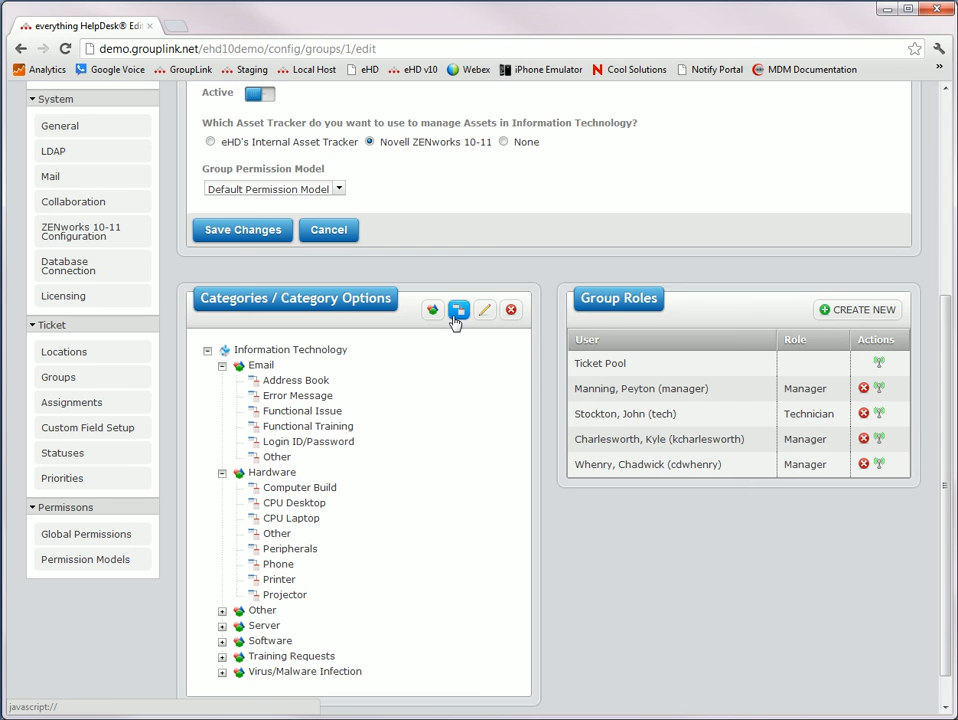 everything HelpDesk® Edi
demo.grouplink.net/ehd10demo/config/groups/1/edit
Analytics
Google Voice
GroupLink
Staging
Local Host
eHD
eHD v10
Webex
iPhone Emulator
Cool Solutions
Notify Portal
MDM Documentation
»
System
General
LDAP
Mail
Collaboration
ZENworks 10-11
Configuration
Database
Connection
Licensing
Ticket
Locations
Groups
Assignments
Custom Field Setup
Statuses
Priorities
Permissons
Global Permissions
Permission Models
Active
Which Asset Tracker do you want to use to manage Assets in Information Technology?
eHD's Internal Asset Tracker
Novell ZENworks 10-11
None
Group Permission Model
Default Permission Model
Save Changes
Cancel
Categories / Category Options
Information Technology
Email
Address Book
Error Message
Functional Issue
Functional Training
Login ID/Password
Other
Hardware
Computer Build
CPU Desktop
CPU Laptop
Other
Peripherals
Phone
Printer
Projector
Other
Server
Software
Training Requests
Virus/Malware Infection
Group Roles
CREATE NEW
User Role Actions
Ticket Pool
Manning, Peyton (manager) Manager
Stockton, John (tech) Technician
Charlesworth, Kyle (kcharlesworth) Manager
Whenry, Chadwick (cdwhenry) Manager
javascript://